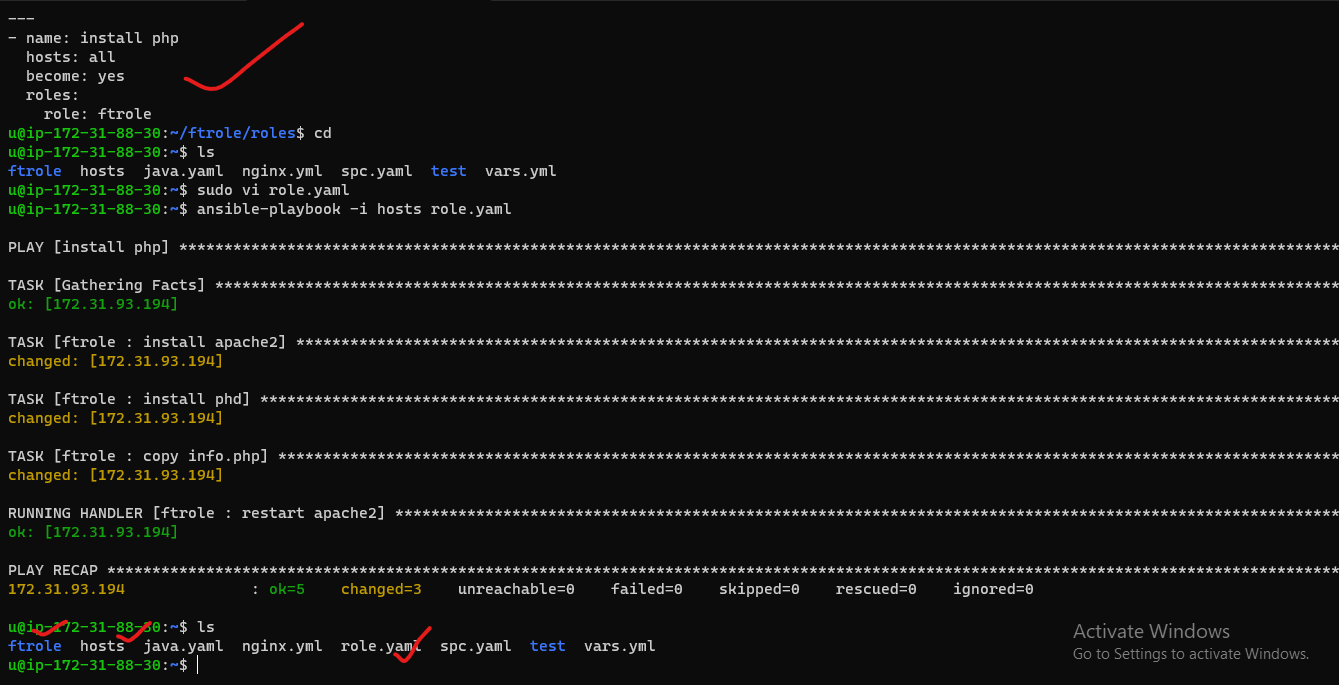 ---
- name: install php
  hosts: all
  become: yes
  roles:
    role: ftrole
u@ip-172-31-88-30:~/ftrole/roles$ cd
u@ip-172-31-88-30:~$ ls
ftrole  hosts  java.yaml  nginx.yml  spc.yaml  test  vars.yml
u@ip-172-31-88-30:~$ sudo vi role.yaml
u@ip-172-31-88-30:~$ ansible-playbook -i hosts role.yaml
PLAY [install php] *********************************************************************************************************************************
TASK [Gathering Facts] *****************************************************************************************************************************
ok: [172.31.93.194]
TASK [ftrole : install apache2] ********************************************************************************************************************
changed: [172.31.93.194]
TASK [ftrole : install phd] ************************************************************************************************************************
changed: [172.31.93.194]
TASK [ftrole : copy info.php] **********************************************************************************************************************
changed: [172.31.93.194]
RUNNING HANDLER [ftrole : restart apache2] *********************************************************************************************************
ok: [172.31.93.194]
PLAY RECAP *****************************************************************************************************************************************
172.31.93.194              : ok=5    changed=3    unreachable=0    failed=0    skipped=0    rescued=0    ignored=0
u@ip-172-31-88-30:~$ ls
ftrole  hosts  java.yaml  nginx.yml  role.yaml  spc.yaml  test  vars.yml
u@ip-172-31-88-30:~$
Activate Windows
Go to Settings to activate Windows.